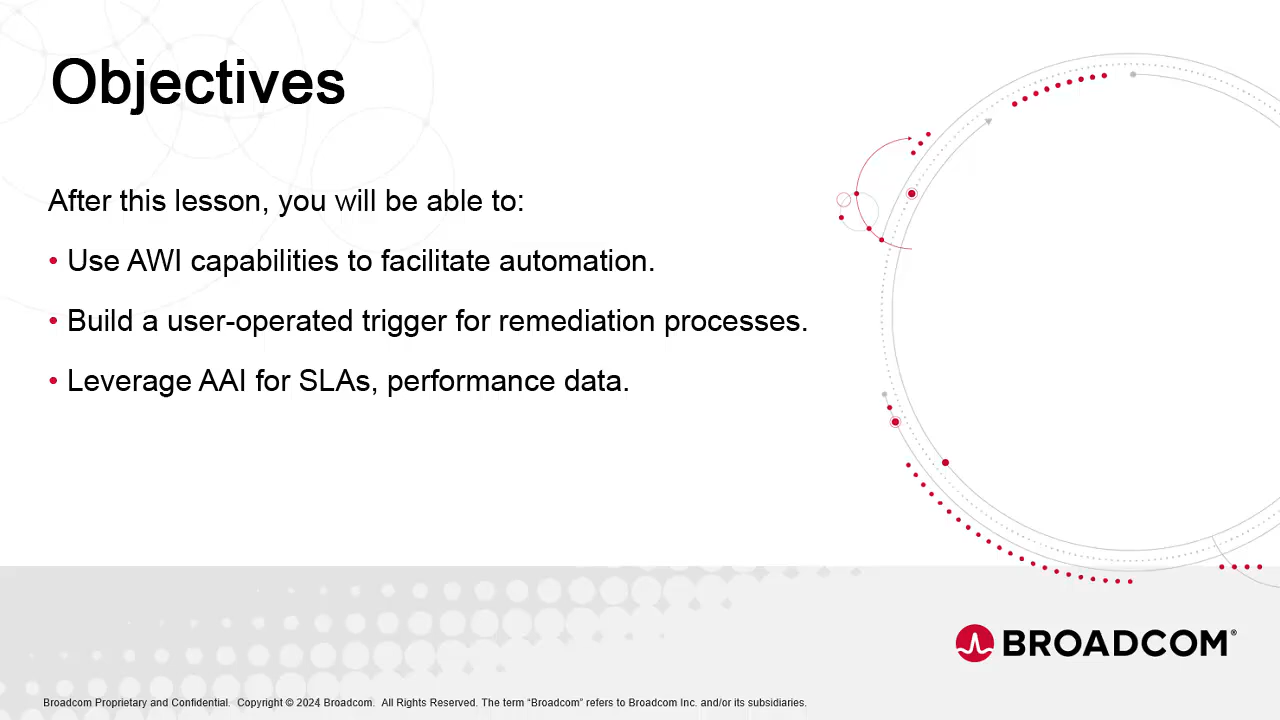 Objectives
After this lesson, you will be able to:
• Use AWI capabilities to facilitate automation.
• Build a user-operated trigger for remediation processes.
• Leverage AAI for SLAs, performance data.
BROADCOM®
Broadcom Proprietary and Confidential. Copyright © 2024 Broadcom. All Rights Reserved. The term “Broadcom” refers to Broadcom Inc. and/or its subsidiaries.